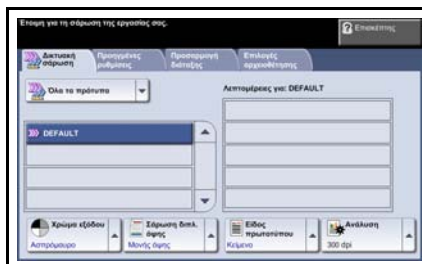 Έτοιμη για τη σάρωση της εργασίας σας.
Επισκέπτης
Δικτυακή σάρωση
Προηγμένες ρυθμίσεις
Προσαρμογή διάταξης
Επιλογές αρχειοθέτησης
Όλα τα πρότυπα
Λεπτομέρειες για: DEFAULT
DEFAULT
Χρώμα εξόδου
Ασπρόμαυρο
Σάρωση διπλ. όψης
Μονής όψης
Είδος πρωτοτύπου
Κείμενο
Ανάλυση
300 dpi